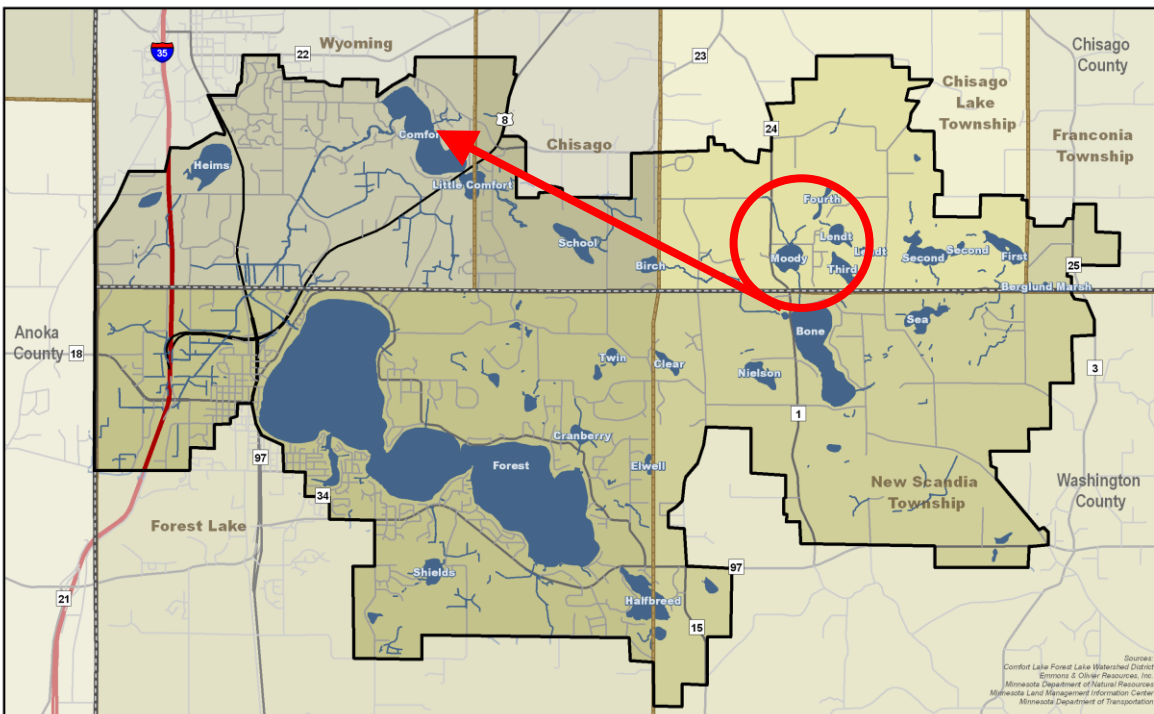 Wyoming
22
35
23
Chisago
County
Chisago
Lake
Township
Franconia
Township
8
Chisago
24
Comfort
Heims
Little Comfort
Fourth
School
Birch
Moody
Lendt
Third
Lendt
Second
Second
First
25
Berglund Marsh
Anoka
County
18
Bone
Sea
Twin
Clear
Nielson
3
1
Cranberry
97
Forest
Elwell
34
New Scandia
Township
Washington
County
Forest Lake
Shields
97
21
Halfbreed
15
Sources:
Comfort Lake Forest Lake Watershed District
Emmons & Olivier Resources, Inc.
Minnesota Department of Natural Resources
Minnesota Land Management Information Center
Minnesota Department of Transportation